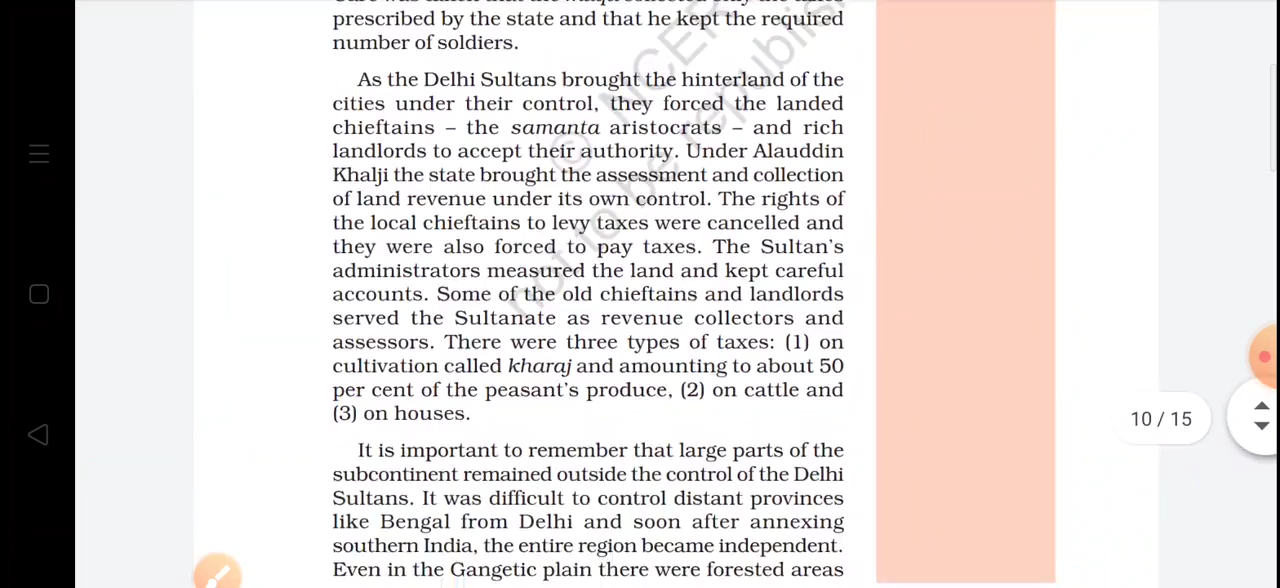 prescribed by the state and that he kept the required
number of soldiers.
As the Delhi Sultans brought the hinterland of the
cities under their control, they forced the landed
chieftains – the samanta aristocrats – and rich
landlords to accept their authority. Under Alauddin
Khalji the state brought the assessment and collection
of land revenue under its own control. The rights of
the local chieftains to levy taxes were cancelled and
they were also forced to pay taxes. The Sultan's
administrators measured the land and kept careful
accounts. Some of the old chieftains and landlords
served the Sultanate as revenue collectors and
assessors. There were three types of taxes: (1) on
cultivation called kharaj and amounting to about 50
per cent of the peasant's produce, (2) on cattle and
(3) on houses.
It is important to remember that large parts of the
subcontinent remained outside the control of the Delhi
Sultans. It was difficult to control distant provinces
like Bengal from Delhi and soon after annexing
southern India, the entire region became independent.
Even in the Gangetic plain there were forested areas
10 / 15
© NCER
not to be republis